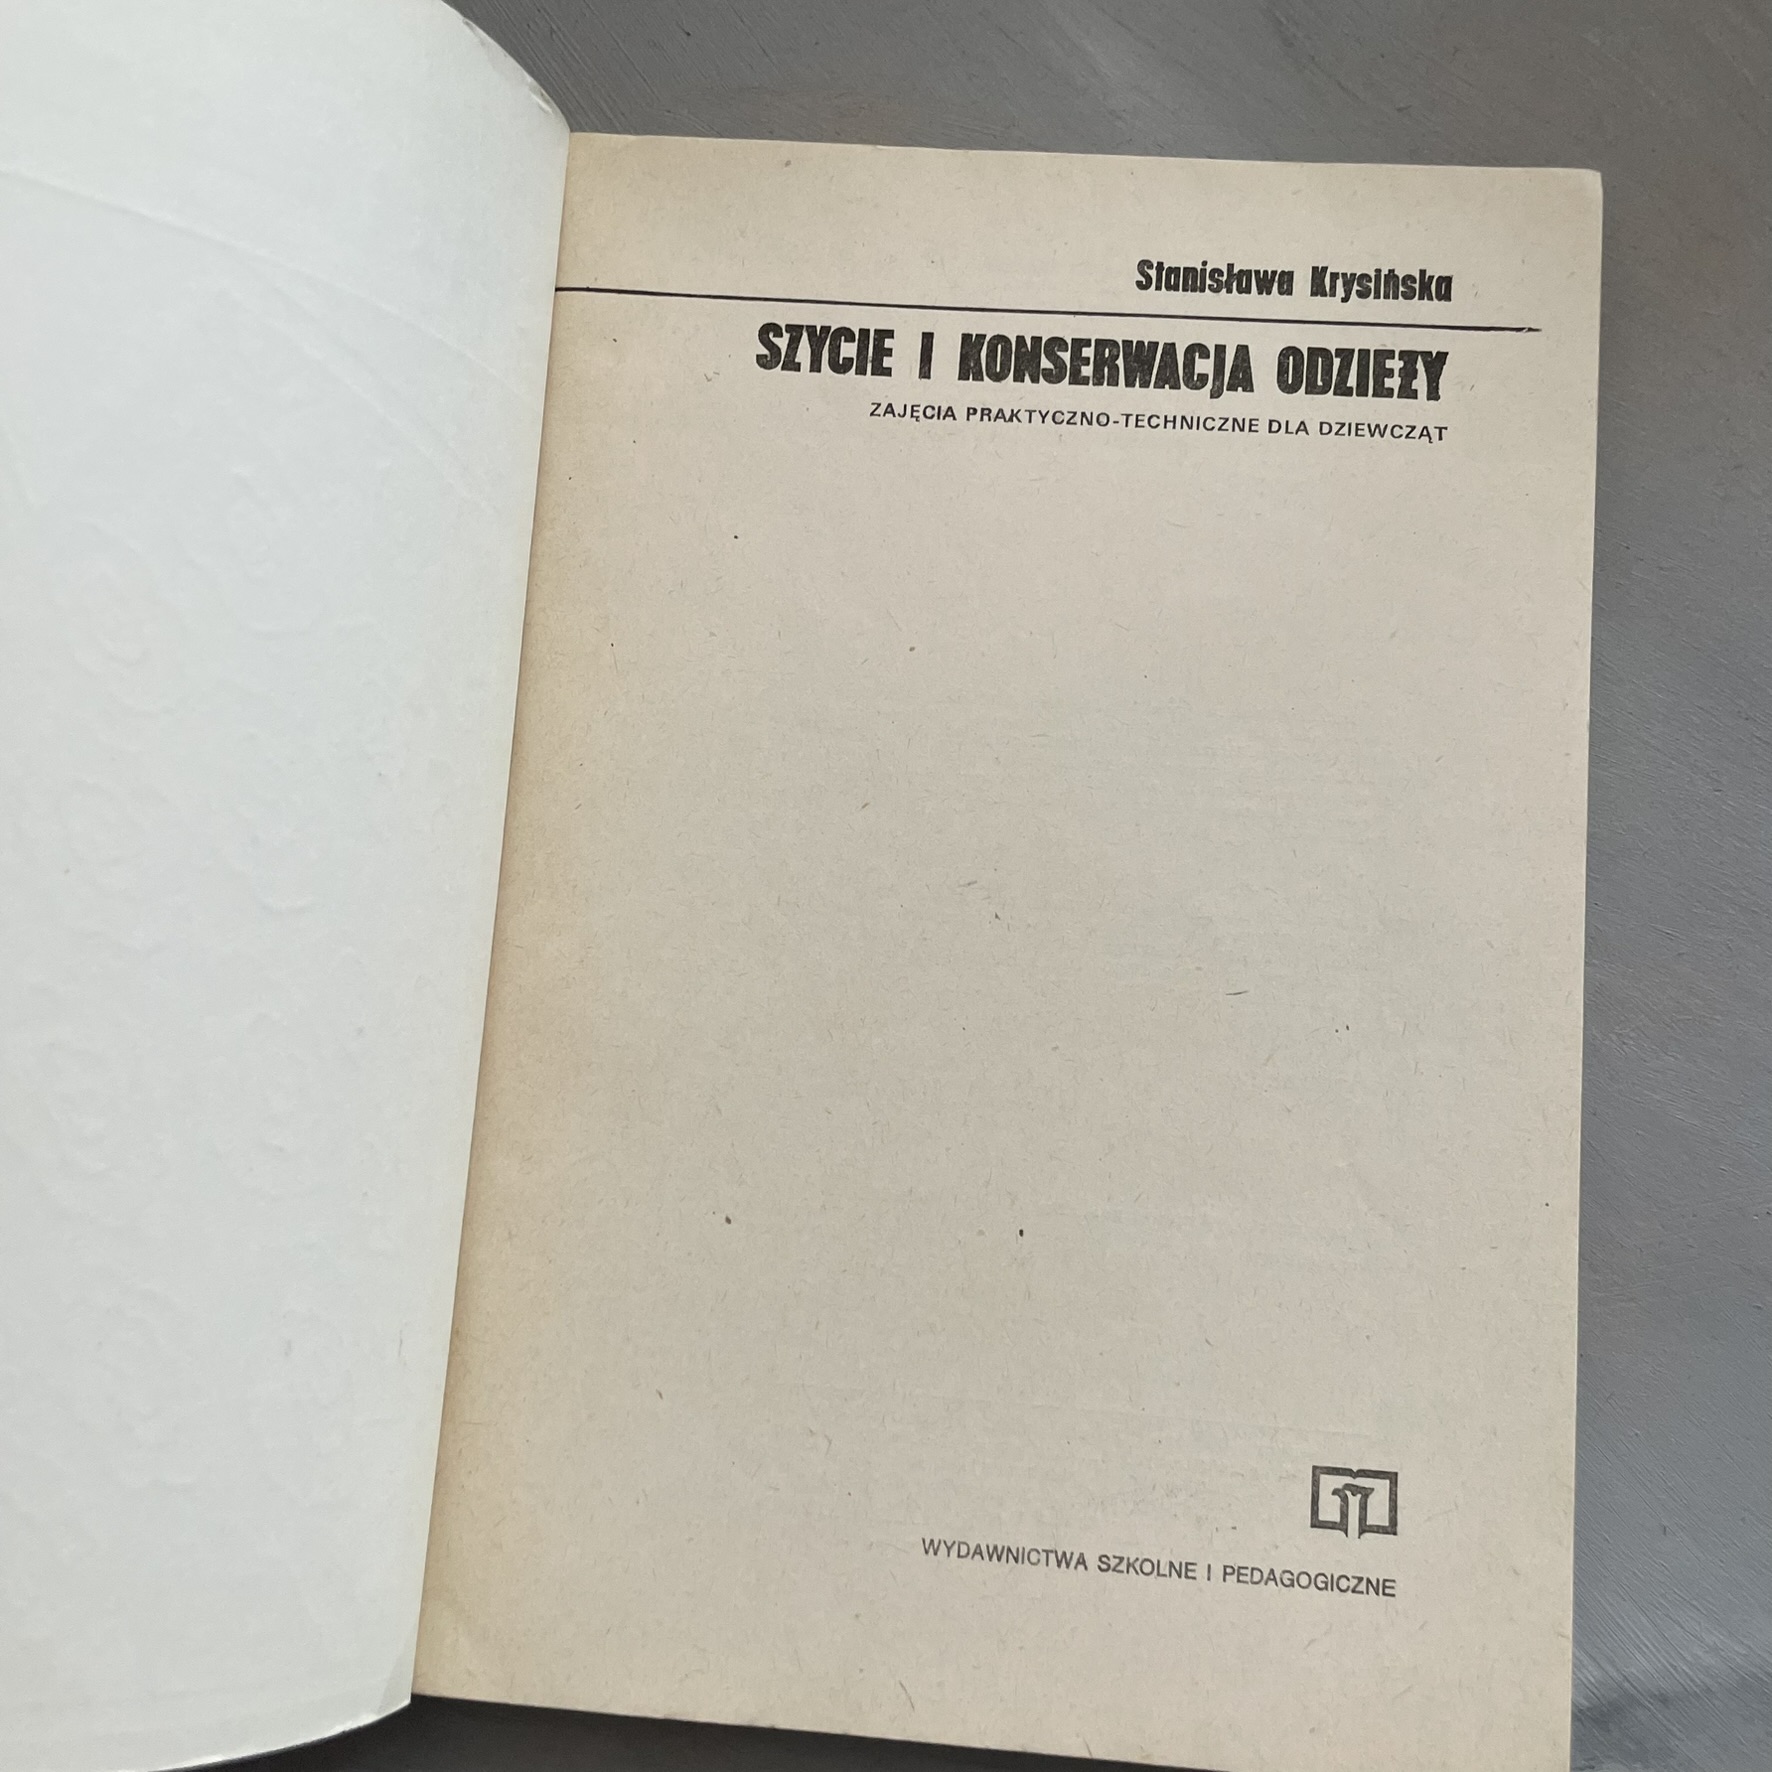 Stanisława Krysińska
SZYCIE I KONSERWACJA ODZIEŻY
ZAJĘCIA PRAKTYCZNO-TECHNICZNE DLA DZIEWCZĄT
WYDAWNICTWA SZKOLNE I PEDAGOGICZNE